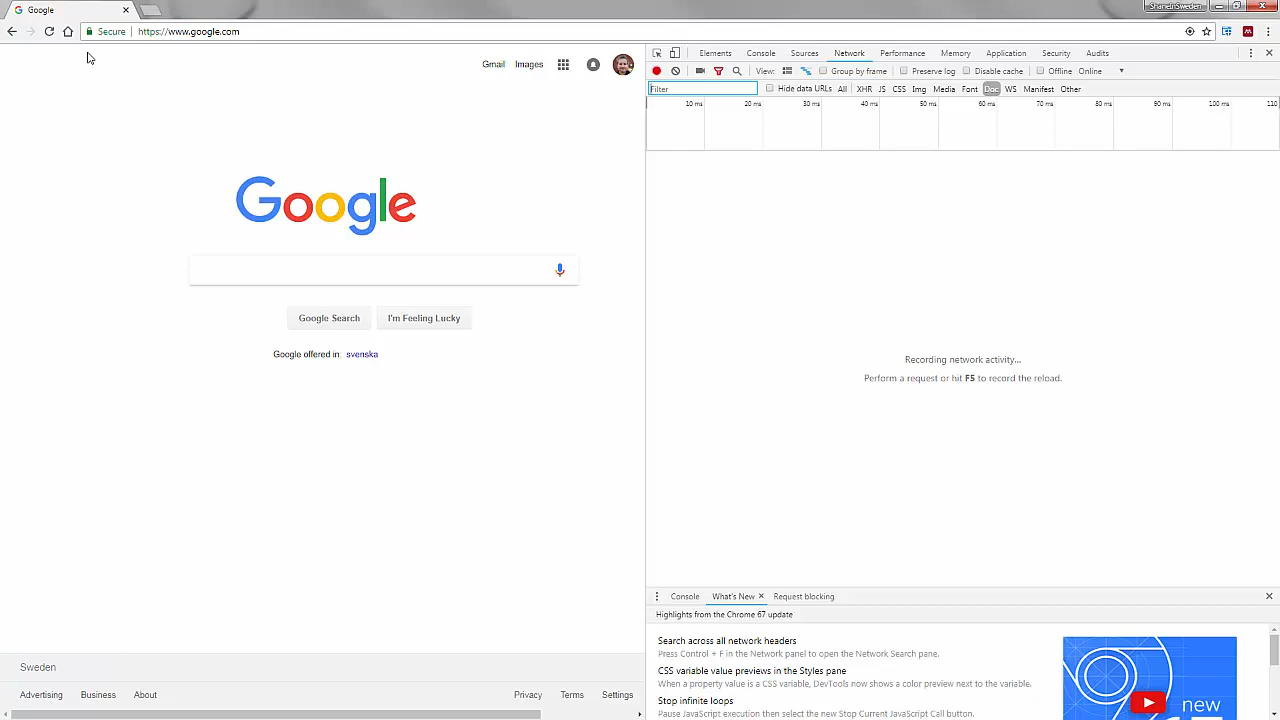 Google
ShaneInSweden
Secure https://www.google.com
Gmail Images
Google
Google Search I'm Feeling Lucky
Google offered in: svenska
Sweden
Advertising Business About Privacy Terms Settings
Elements Console Sources Network Performance Memory Application Security Audits
View: Group by frame Preserve log Disable cache Offline Online
Filter Hide data URLs All XHR JS CSS Img Media Font Doc WS Manifest Other
10 ms 20 ms 30 ms 40 ms 50 ms 60 ms 70 ms 80 ms 90 ms 100 ms 110
Recording network activity...
Perform a request or hit F5 to record the reload.
Console What's New Request blocking
Highlights from the Chrome 67 update
Search across all network headers
Press Control + F in the Network panel to open the Network Search pane.
CSS variable value previews in the Styles pane
When a property value is a CSS variable, DevTools now shows a color preview next to the variable.
Stop infinite loops
Pause JavaScript execution then select the new Stop Current JavaScript Call button.
new